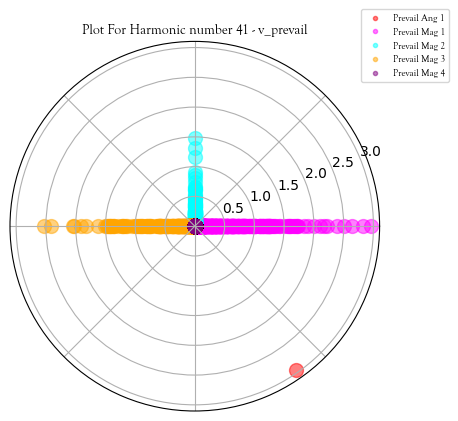 Plot For Harmonic number 41 - v_prevail
Prevail Ang 1
Prevail Mag 1
Prevail Mag 2
Prevail Mag 3
Prevail Mag 4
3.0
2.5
2.0
1.5
1.0
0.5